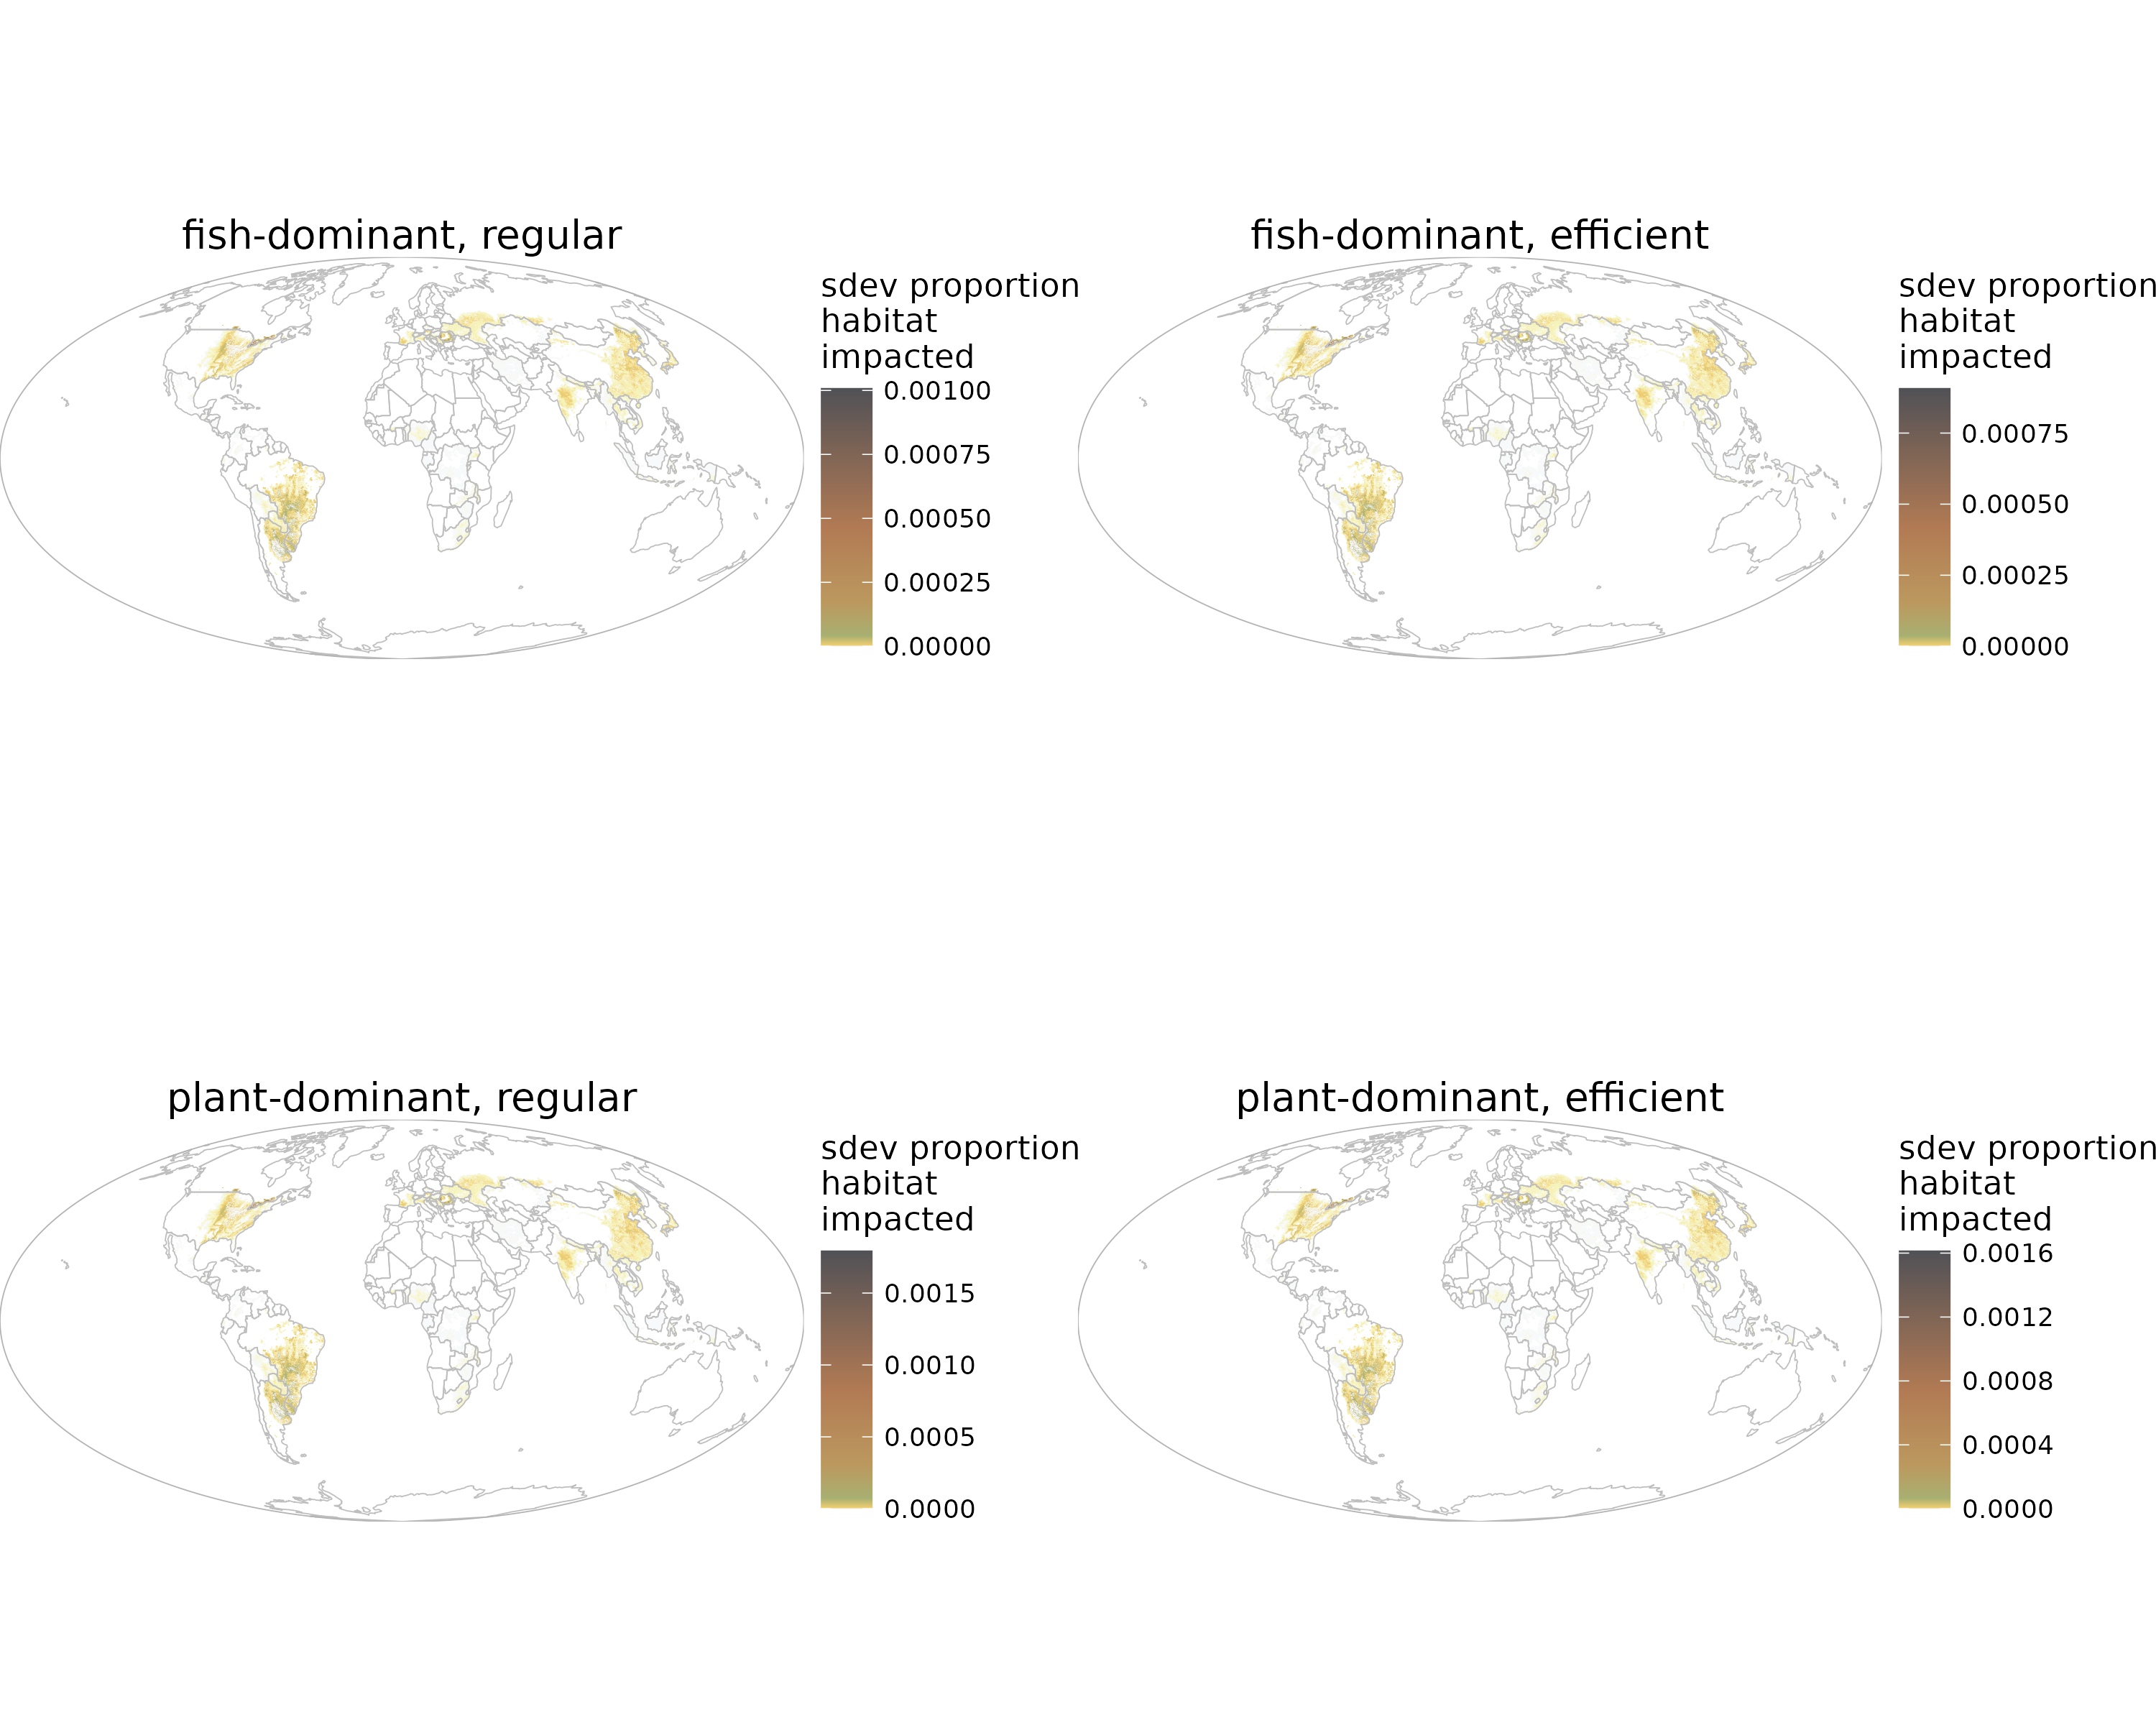 fish-dominant, regular
sdev proportion
habitat
impacted
0.00100
0.00075
0.00050
0.00025
0.00000
fish-dominant, efficient
sdev proportion
habitat
impacted
0.00075
0.00050
0.00025
0.00000
plant-dominant, regular
sdev proportion
habitat
impacted
0.0015
0.0010
0.0005
0.0000
plant-dominant, efficient
sdev proportion
habitat
impacted
0.0016
0.0012
0.0008
0.0004
0.0000